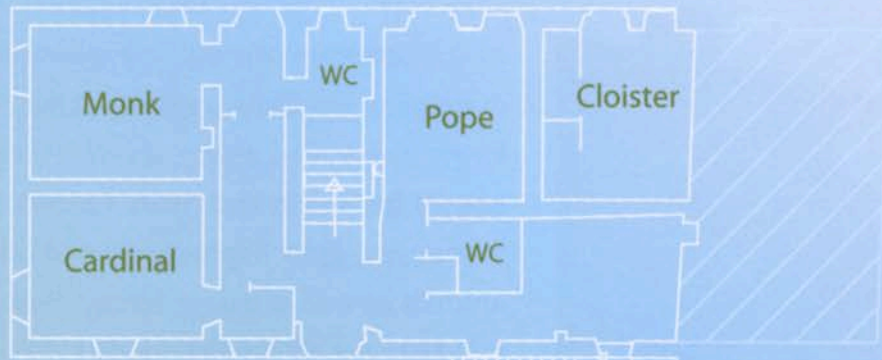 WC
Monk
Pope
Cloister
Cardinal
WC